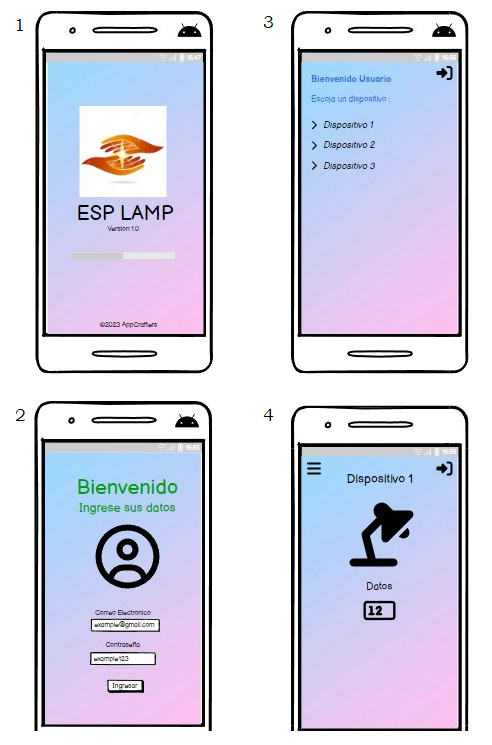 1
16:47
ESP LAMP
Version 1.0
©2023 AppCrafters
2
Bienvenido
Ingrese sus datos
Correo Electronico
example@gmail.com
Contraseña
example123
Ingresar
3
16:55
Bienvenido Usuario
Escoja un dispositivo :
Dispositivo 1
Dispositivo 2
Dispositivo 3
4
16:55
Dispositivo 1
Datos
12